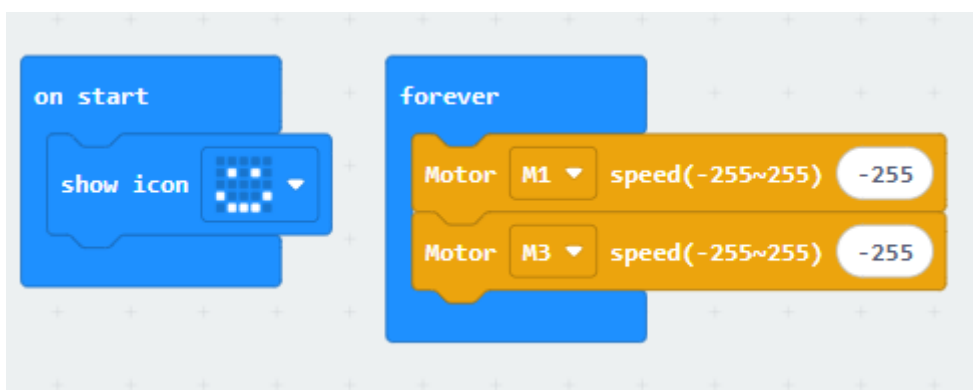 on start
show icon
forever
Motor M1 speed(-255~255) -255
Motor M3 speed(-255~255) -255